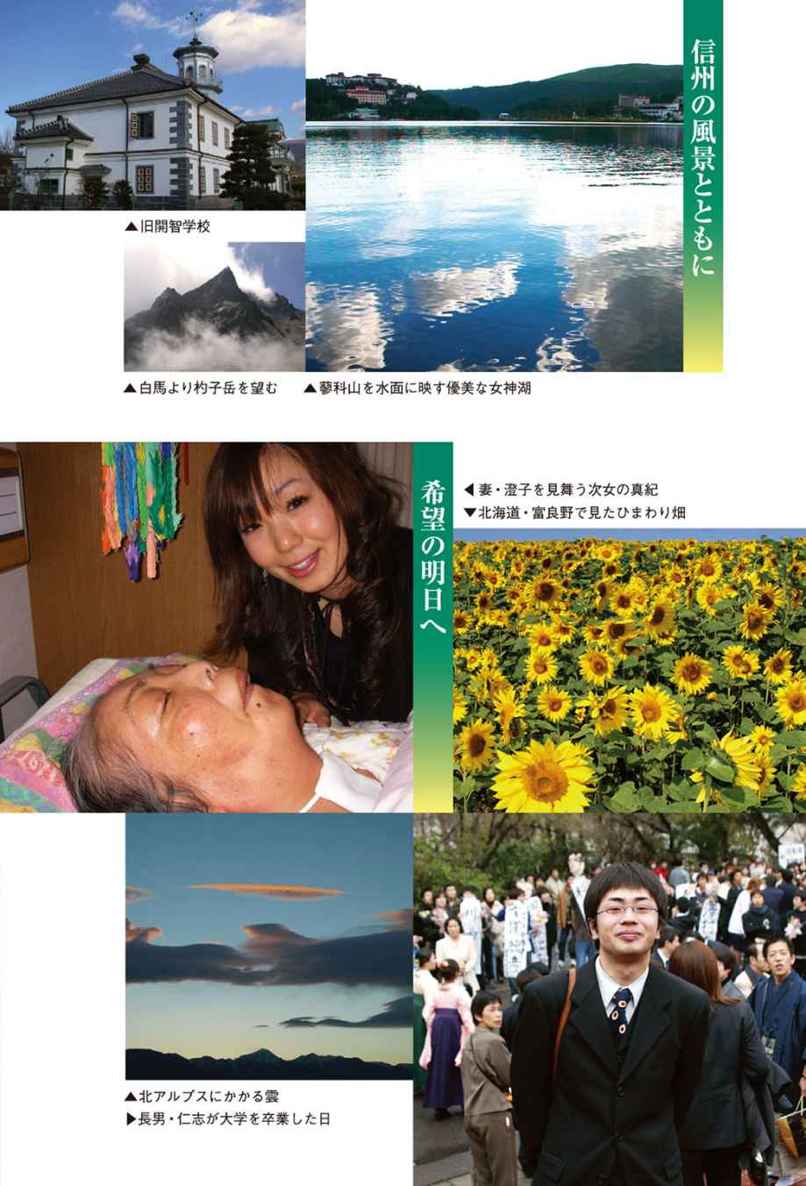 信州の風景とともに
▲旧開智学校
▲白馬より杓子岳を望む
▲蓼科山を水面に映す優美な女神湖
希望の明日へ
◀妻・澄子を見舞う次女の真紀
▼北海道・富良野で見たひまわり畑
▲北アルプスにかかる雲
▶長男・仁志が大学を卒業した日